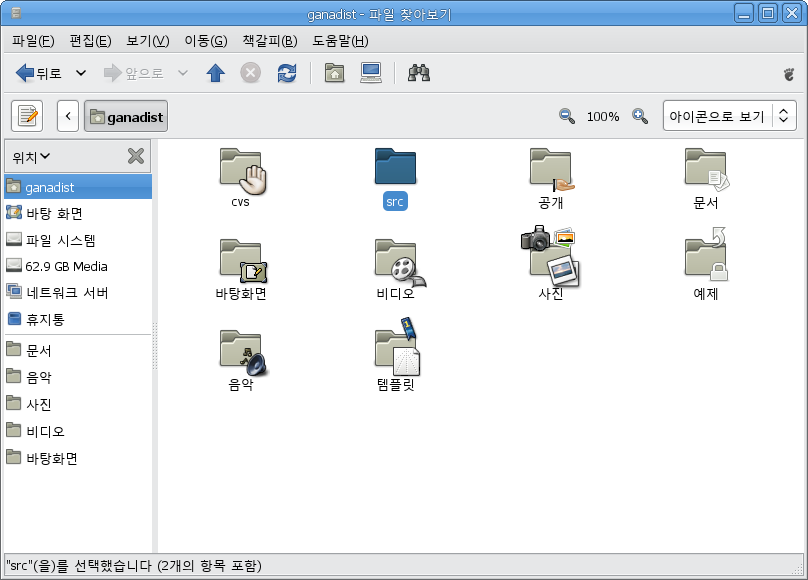 ganadist - 파일 찾아보기
파일(F) 편집(E) 보기(V) 이동(G) 책갈피(B) 도움말(H)
뒤로 앞으로
ganadist 100% 아이콘으로 보기
위치
ganadist
바탕 화면
파일 시스템
62.9 GB Media
네트워크 서버
휴지통
문서
음악
사진
비디오
바탕화면
cvs src 공개 문서
바탕화면 비디오 사진 예제
음악 템플릿
"src"(을)를 선택했습니다 (2개의 항목 포함)